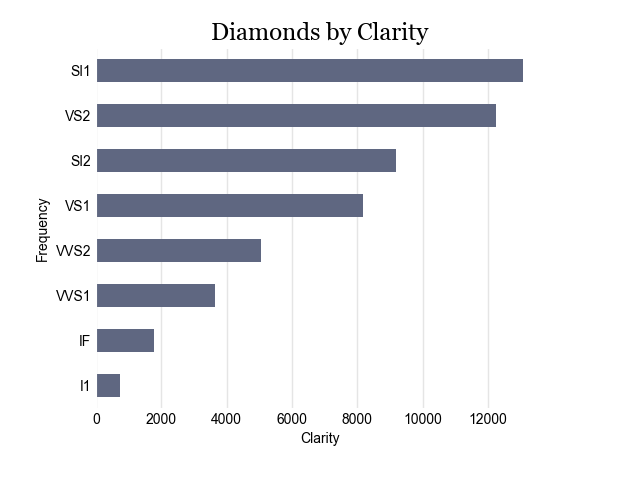 Diamonds by Clarity
SI1
VS2
SI2
VS1
VVS2
VVS1
IF
I1
Frequency
0 2000 4000 6000 8000 10000 12000
Clarity